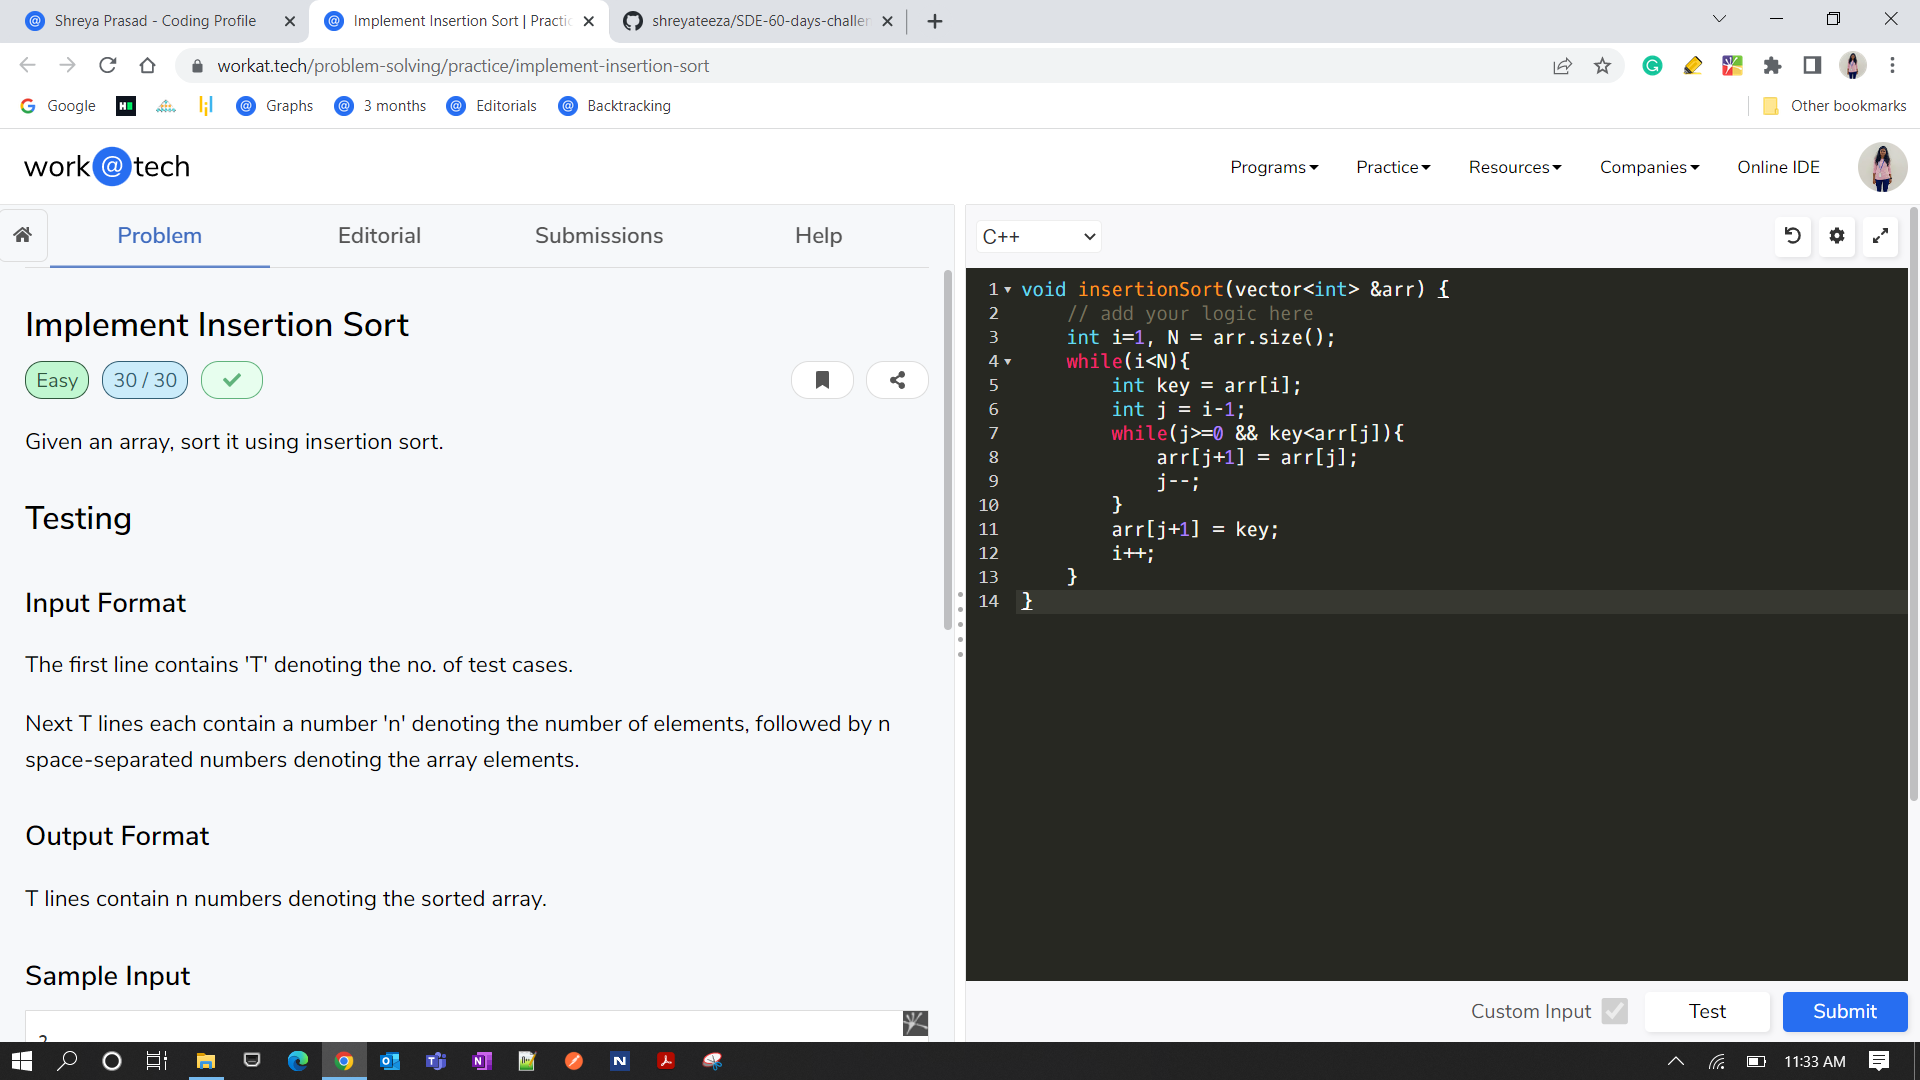 Shreya Prasad - Coding Profile
Implement Insertion Sort | Practic
shreyateeza/SDE-60-days-challen
workat.tech/problem-solving/practice/implement-insertion-sort
Google
Graphs
3 months
Editorials
Backtracking
Other bookmarks
work@tech
Programs
Practice
Resources
Companies
Online IDE
Problem
Editorial
Submissions
Help
C++
Implement Insertion Sort
Easy
30 / 30
Given an array, sort it using insertion sort.
Testing
Input Format
The first line contains 'T' denoting the no. of test cases.
Next T lines each contain a number 'n' denoting the number of elements, followed by n
space-separated numbers denoting the array elements.
Output Format
T lines contain n numbers denoting the sorted array.
Sample Input
1 void insertionSort(vector<int> &arr) {
2     // add your logic here
3     int i=1, N = arr.size();
4     while(i<N){
5         int key = arr[i];
6         int j = i-1;
7         while(j>=0 && key<arr[j]){
8             arr[j+1] = arr[j];
9             j--;
10         }
11         arr[j+1] = key;
12         i++;
13     }
14 }
Custom Input
Test
Submit
11:33 AM